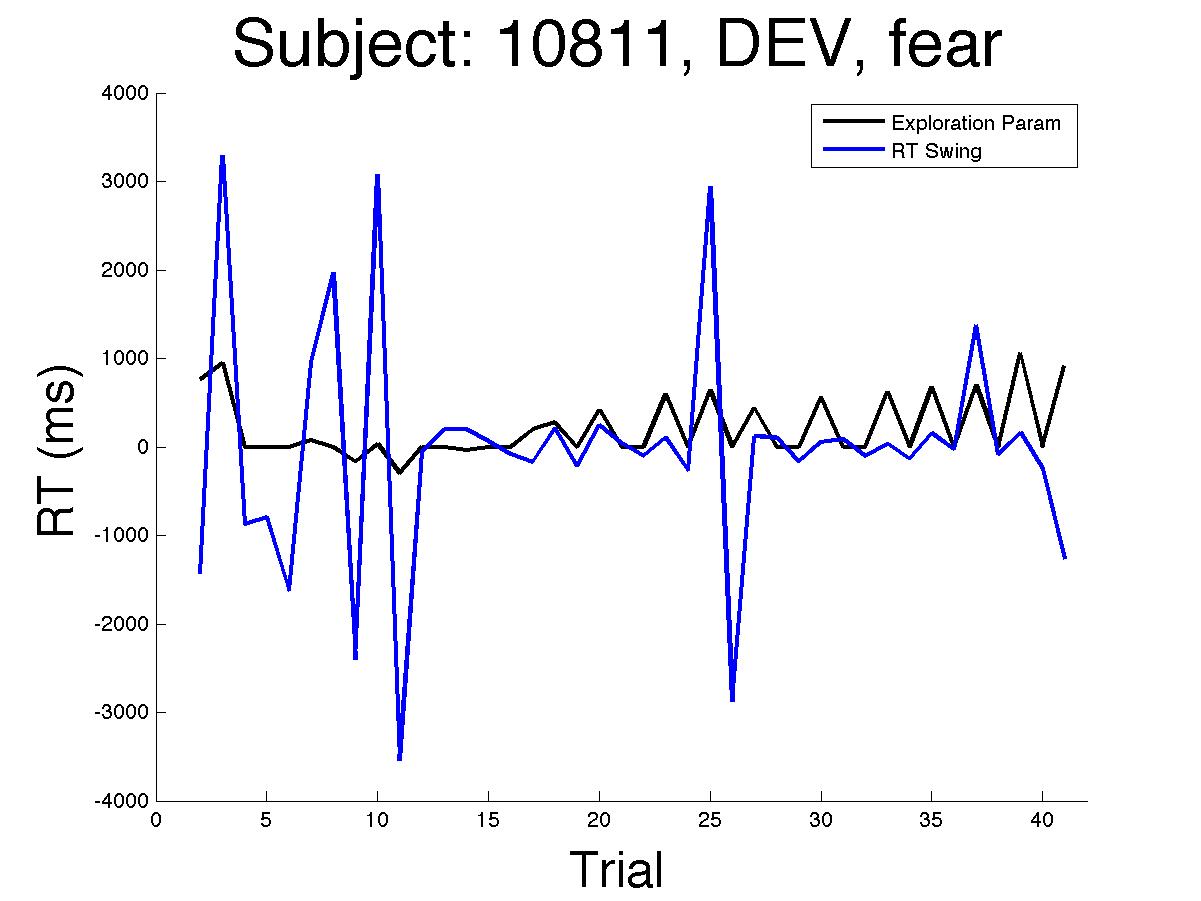 Subject: 10811, DEV, fear
Exploration Param
RT Swing
4000
3000
2000
1000
0
-1000
-2000
-3000
-4000
RT (ms)
0 5 10 15 20 25 30 35 40
Trial